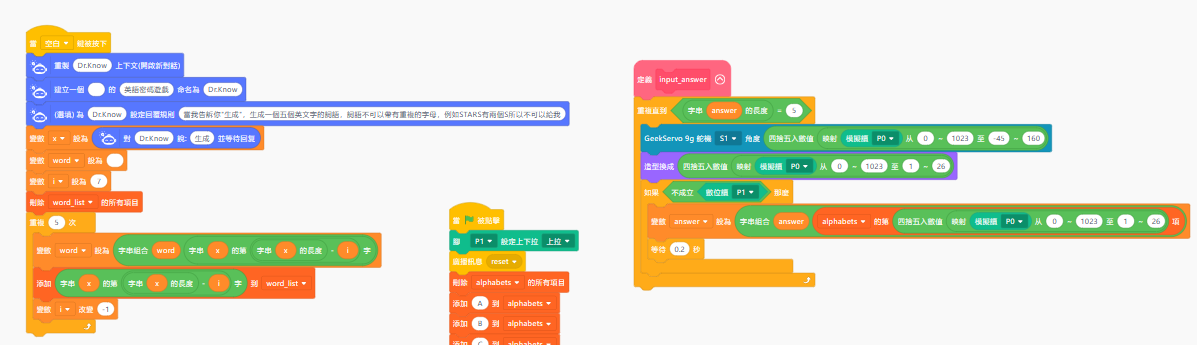 當 空白 鍵被按下
重製 Dr.Know 上下文(開啟新對話)
建立一個 的 英語密碼遊戲 命名為 Dr.Know
(選填) 為 Dr.Know 設定回覆規則 當我告訴你"生成", 生成一個五個英文字的詞語, 詞語不可以帶有重複的字母, 例如STARS有兩個S所以不可以給我
變數 x 設為 對 Dr.Know 說: 生成 並等待回覆
變數 word 設為
變數 i 設為 7
刪除 word_list 的所有項目
重複 5 次
變數 word 設為 字串組合 word 字串 x 的第 字串 x 的長度 - i 字
添加 字串 x 的第 字串 x 的長度 - i 字 到 word_list
變數 i 改變 -1
當 被點擊
腳 P1 設定上下拉 上拉
廣播訊息 reset
刪除 alphabets 的所有項目
添加 A 到 alphabets
添加 B 到 alphabets
添加 C 到 alphabets
定義 input_answer
重複直到 字串 answer 的長度 = 5
GeekServo 9g 舵機 S1 角度 四捨五入數值 映射 模擬讀 P0 从 0 ~ 1023 至 -45 ~ 160
造型換成 四捨五入數值 映射 模擬讀 P0 从 0 ~ 1023 至 1 ~ 26
如果 不成立 數位讀 P1 那麼
變數 answer 設為 字串組合 answer alphabets 的第 四捨五入數值 映射 模擬讀 P0 从 0 ~ 1023 至 1 ~ 26 項
等待 0.2 秒